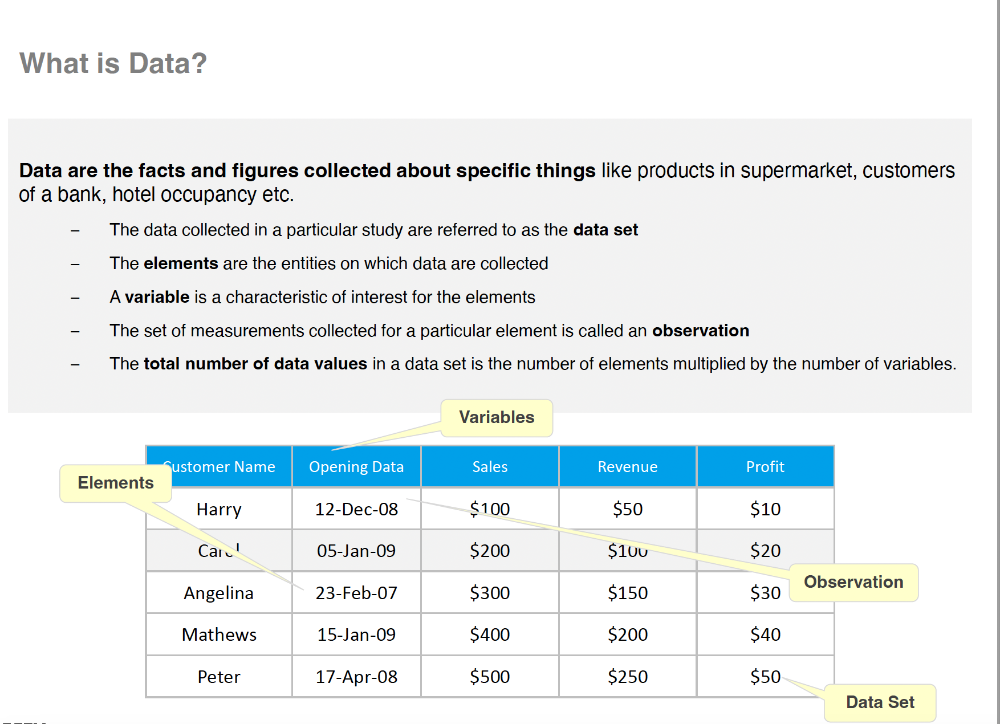 What is Data?
Data are the facts and figures collected about specific things like products in supermarket, customers
of a bank, hotel occupancy etc.
– The data collected in a particular study are referred to as the data set
– The elements are the entities on which data are collected
– A variable is a characteristic of interest for the elements
– The set of measurements collected for a particular element is called an observation
– The total number of data values in a data set is the number of elements multiplied by the number of variables.
Variables
Customer Name Opening Data Sales Revenue Profit
Elements
Harry 12-Dec-08 $100 $50 $10
Carol 05-Jan-09 $200 $100 $20
Observation
Angelina 23-Feb-07 $300 $150 $30
Mathews 15-Jan-09 $400 $200 $40
Peter 17-Apr-08 $500 $250 $50
Data Set